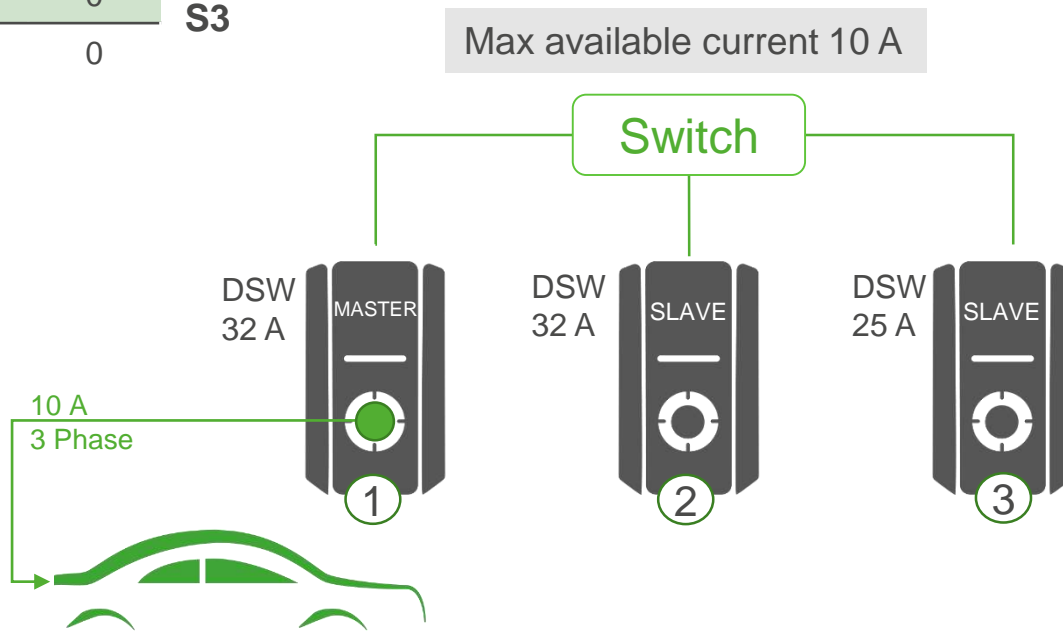 S3
0
Max available current 10 A
Switch
DSW
32 A
MASTER
DSW
32 A
SLAVE
DSW
25 A
SLAVE
10 A
3 Phase
1
2
3